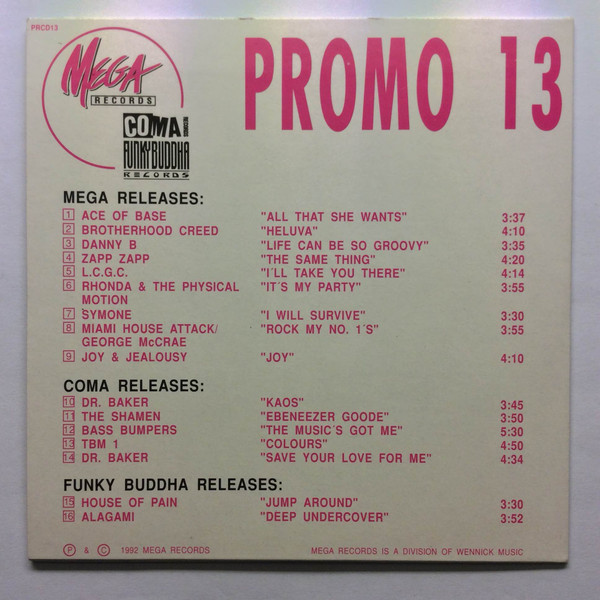 PRCD13
MEGA
RECORDS
PROMO 13
COMA RECORDS
FUNKY BUDDHA
RECORDS
MEGA RELEASES:
1 ACE OF BASE "ALL THAT SHE WANTS" 3:37
2 BROTHERHOOD CREED "HELUVA" 4:10
3 DANNY B "LIFE CAN BE SO GROOVY" 3:35
4 ZAPP ZAPP "THE SAME THING" 4:20
5 L.C.G.C. "I´LL TAKE YOU THERE" 4:14
6 RHONDA & THE PHYSICAL "IT´S MY PARTY" 3:55
MOTION
7 SYMONE "I WILL SURVIVE" 3:30
8 MIAMI HOUSE ATTACK/ "ROCK MY NO. 1´S" 3:55
GEORGE McCRAE
9 JOY & JEALOUSY "JOY" 4:10
COMA RELEASES:
10 DR. BAKER "KAOS" 3:45
11 THE SHAMEN "EBENEEZER GOODE" 3:50
12 BASS BUMPERS "THE MUSIC´S GOT ME" 5:30
13 TBM 1 "COLOURS" 4:50
14 DR. BAKER "SAVE YOUR LOVE FOR ME" 4:34
FUNKY BUDDHA RELEASES:
15 HOUSE OF PAIN "JUMP AROUND" 3:30
16 ALAGAMI "DEEP UNDERCOVER" 3:52
P & C 1992 MEGA RECORDS MEGA RECORDS IS A DIVISION OF WENNICK MUSIC